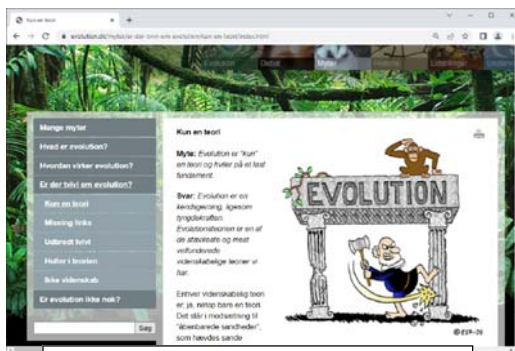 Kun en teori
evolution.dk/
Evolution
Debat
Myter
Mange myter
Hvad er evolution?
Hvordan virker evolution?
Er der tvivl om evolution?
Kun en teori
Missing links
Udbredt tvivl
Huller i teorien
Ikke videnskab
Er evolution ikke nok?
Søg
Kun en teori
Myte: Evolution er "kun"
en teori og hviler på et løst
fundament.
Svar: Evolution er en
kendsgerning, ligesom
tyngdekraften.
Evolutionsteorien er en af
de stærkeste og mest
velfunderede
videnskabelige teorier vi
har.
Enhver videnskabelig teori
er, ja, netop bare en teori.
Det står i modsætning til
"åbenbarede sandheder",
som hævdes sande
EVOLUTION